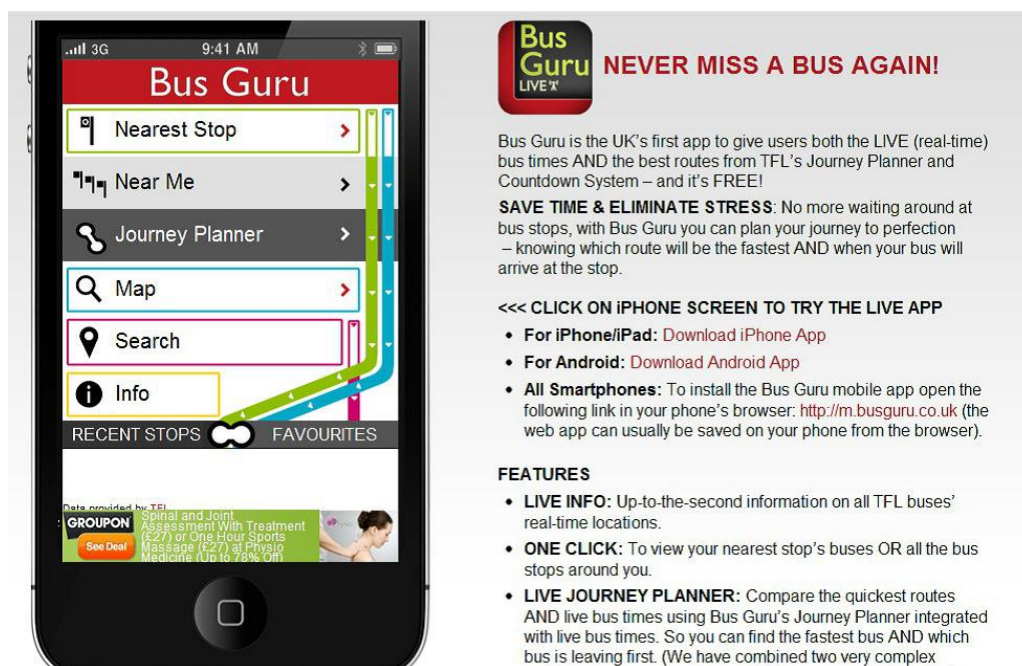 3G 9:41 AM
Bus Guru
Nearest Stop
Near Me
Journey Planner
Map
Search
Info
RECENT STOPS FAVOURITES
Data provided by TFL
GROUPON
See Deal
Spinal and Joint
Assessment With Treatment
(£27) or One Hour Sports
Massage (£27) at Physio
Medicine (Up to 78% Off)
Bus
Guru
LIVE
NEVER MISS A BUS AGAIN!
Bus Guru is the UK's first app to give users both the LIVE (real-time)
bus times AND the best routes from TFL's Journey Planner and
Countdown System – and it's FREE!
SAVE TIME & ELIMINATE STRESS: No more waiting around at
bus stops, with Bus Guru you can plan your journey to perfection
– knowing which route will be the fastest AND when your bus will
arrive at the stop.
<<< CLICK ON iPHONE SCREEN TO TRY THE LIVE APP
• For iPhone/iPad: Download iPhone App
• For Android: Download Android App
• All Smartphones: To install the Bus Guru mobile app open the
following link in your phone's browser: http://m.busguru.co.uk (the
web app can usually be saved on your phone from the browser).
FEATURES
• LIVE INFO: Up-to-the-second information on all TFL buses'
real-time locations.
• ONE CLICK: To view your nearest stop's buses OR all the bus
stops around you.
• LIVE JOURNEY PLANNER: Compare the quickest routes
AND live bus times using Bus Guru's Journey Planner integrated
with live bus times. So you can find the fastest bus AND which
bus is leaving first. (We have combined two very complex